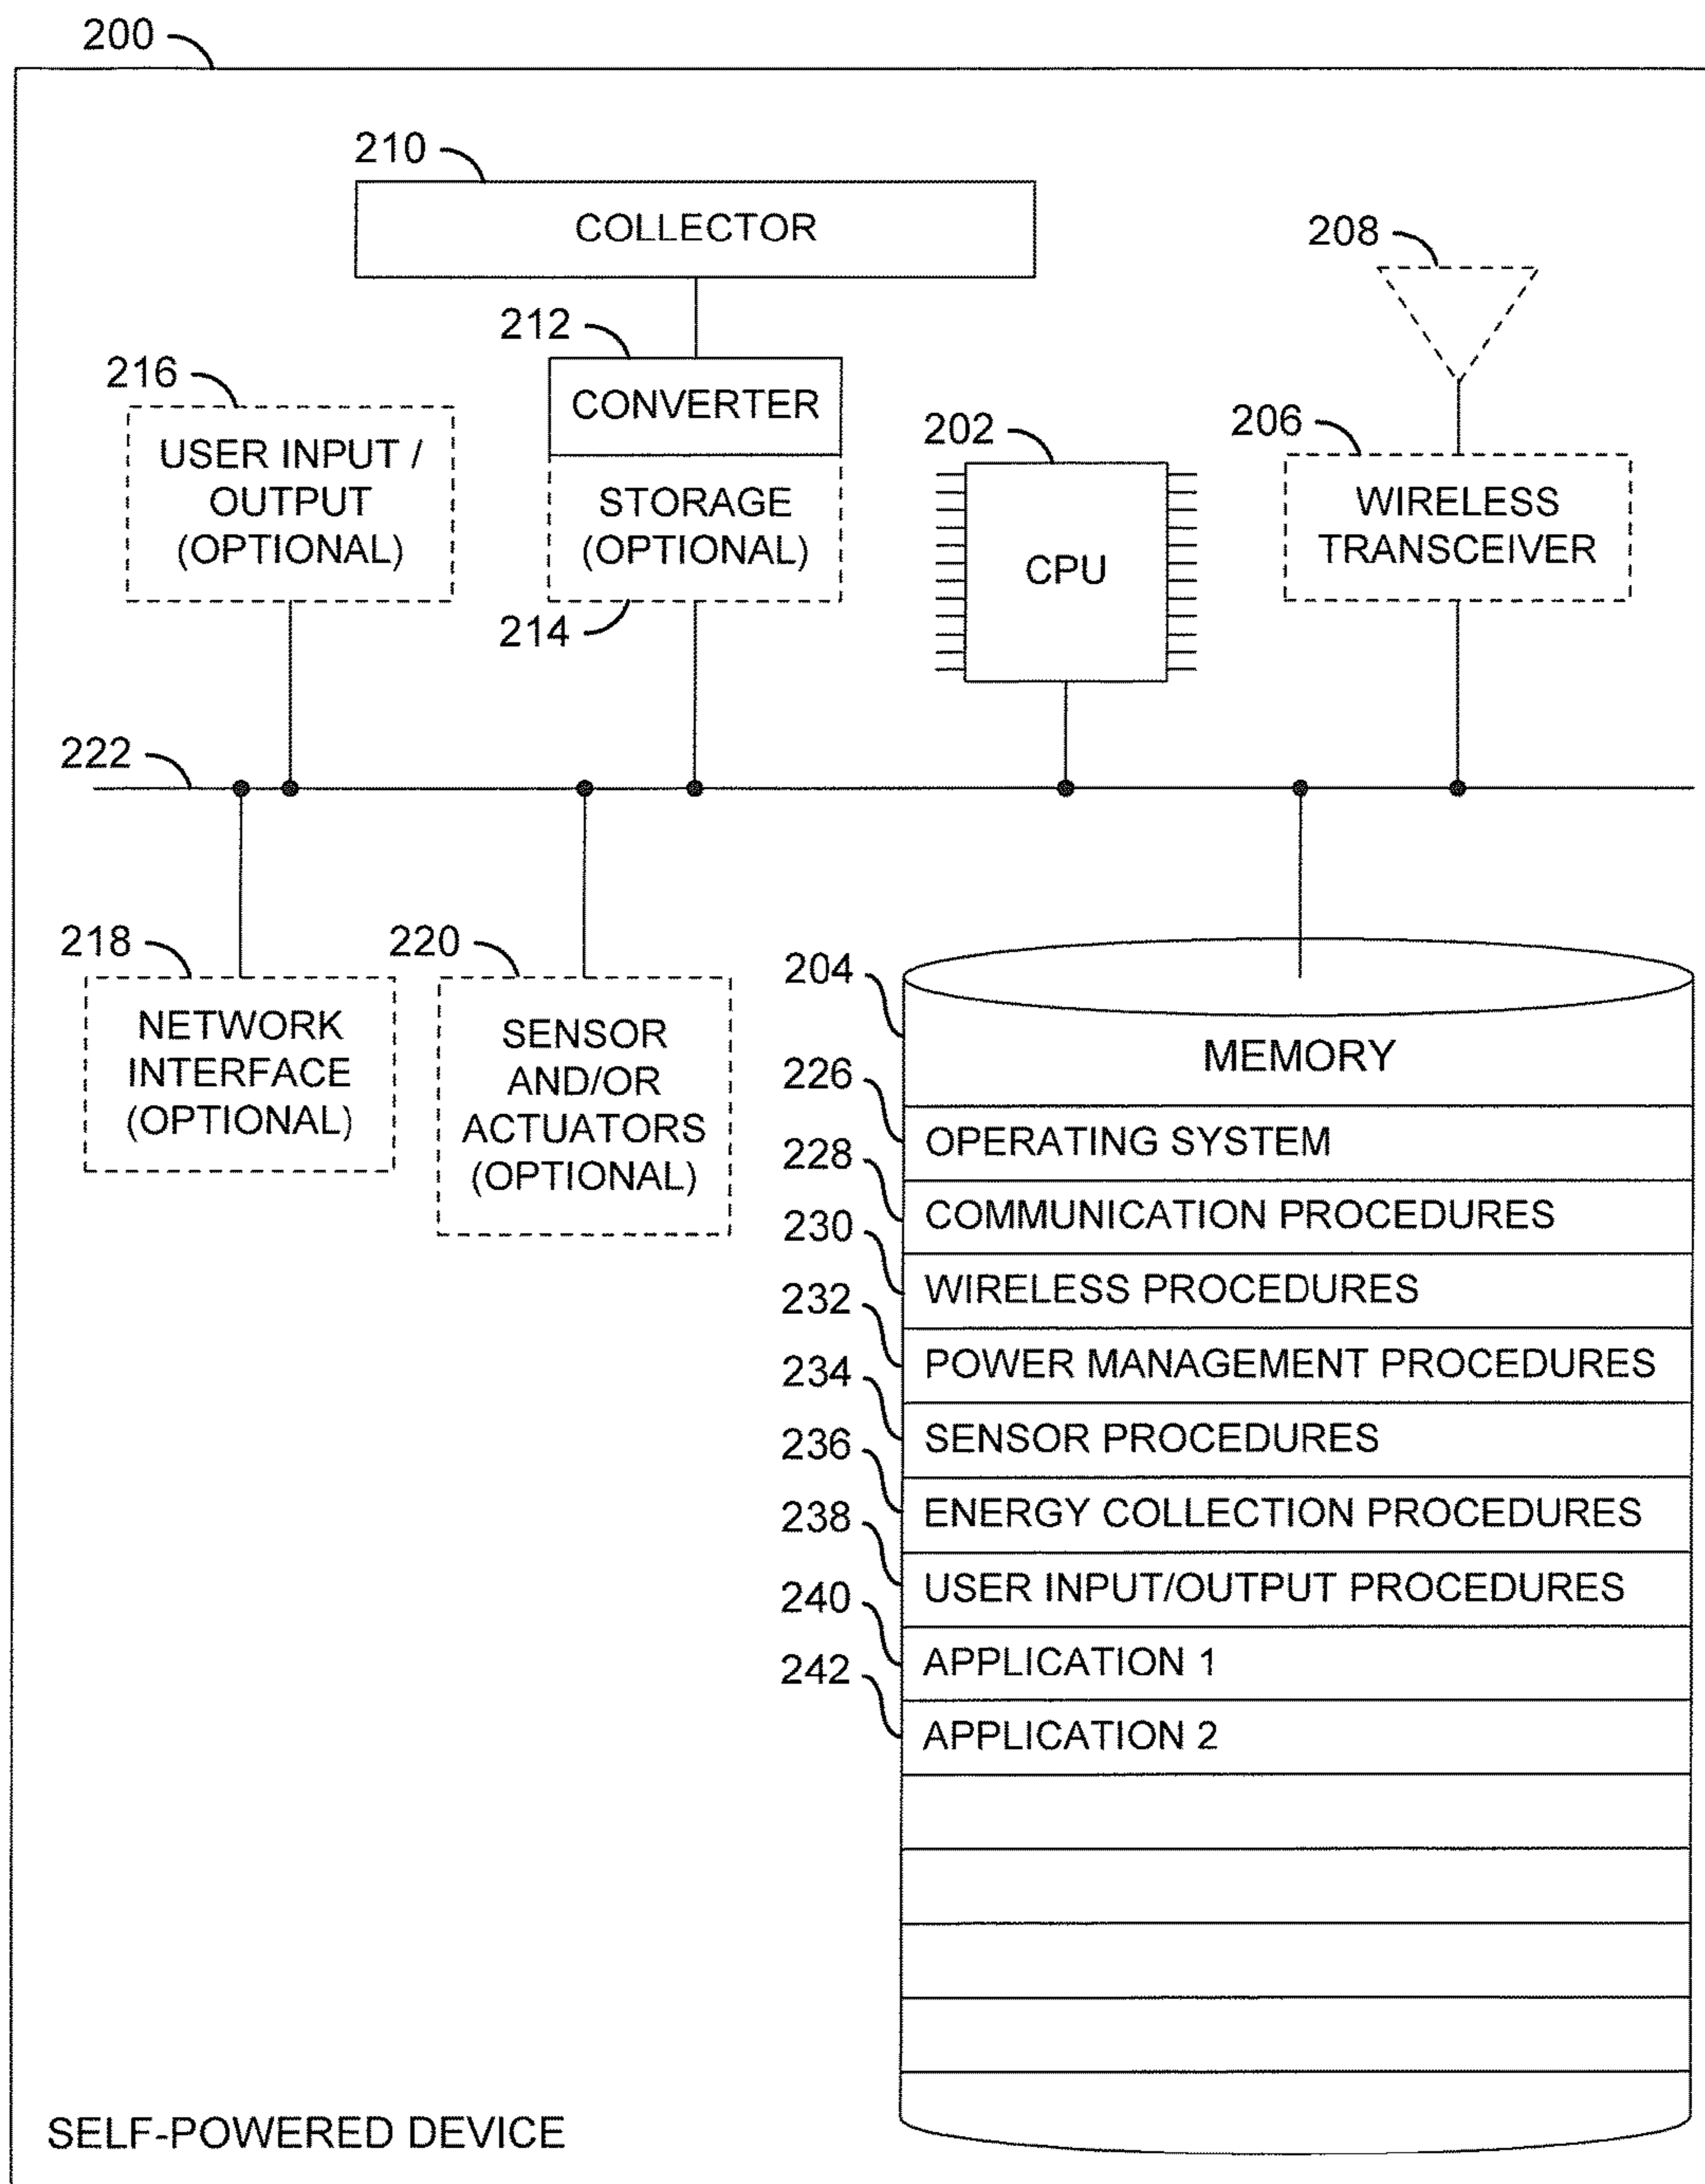 200
210
COLLECTOR
208
212
CONVERTER
216
USER INPUT /
OUTPUT
(OPTIONAL)
STORAGE
(OPTIONAL)
214
202
CPU
206
WIRELESS
TRANSCEIVER
222
218
NETWORK
INTERFACE
(OPTIONAL)
220
SENSOR
AND/OR
ACTUATORS
(OPTIONAL)
204
MEMORY
226
OPERATING SYSTEM
228
COMMUNICATION PROCEDURES
230
WIRELESS PROCEDURES
232
POWER MANAGEMENT PROCEDURES
234
SENSOR PROCEDURES
236
ENERGY COLLECTION PROCEDURES
238
USER INPUT/OUTPUT PROCEDURES
240
APPLICATION 1
242
APPLICATION 2
SELF-POWERED DEVICE